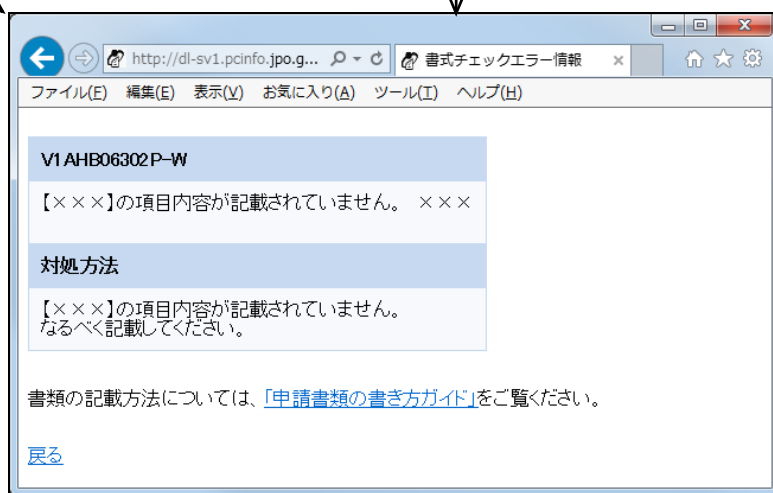 http://dl-sv1.pcinfo.jpo.g... 書式チェックエラー情報
ファイル(F) 編集(E) 表示(V) お気に入り(A) ツール(T) ヘルプ(H)
V1AHB06302P-W
【×××】の項目内容が記載されていません。 ×××
対処方法
【×××】の項目内容が記載されていません。
なるべく記載してください。
書類の記載方法については、「申請書類の書き方ガイド」をご覧ください。
戻る